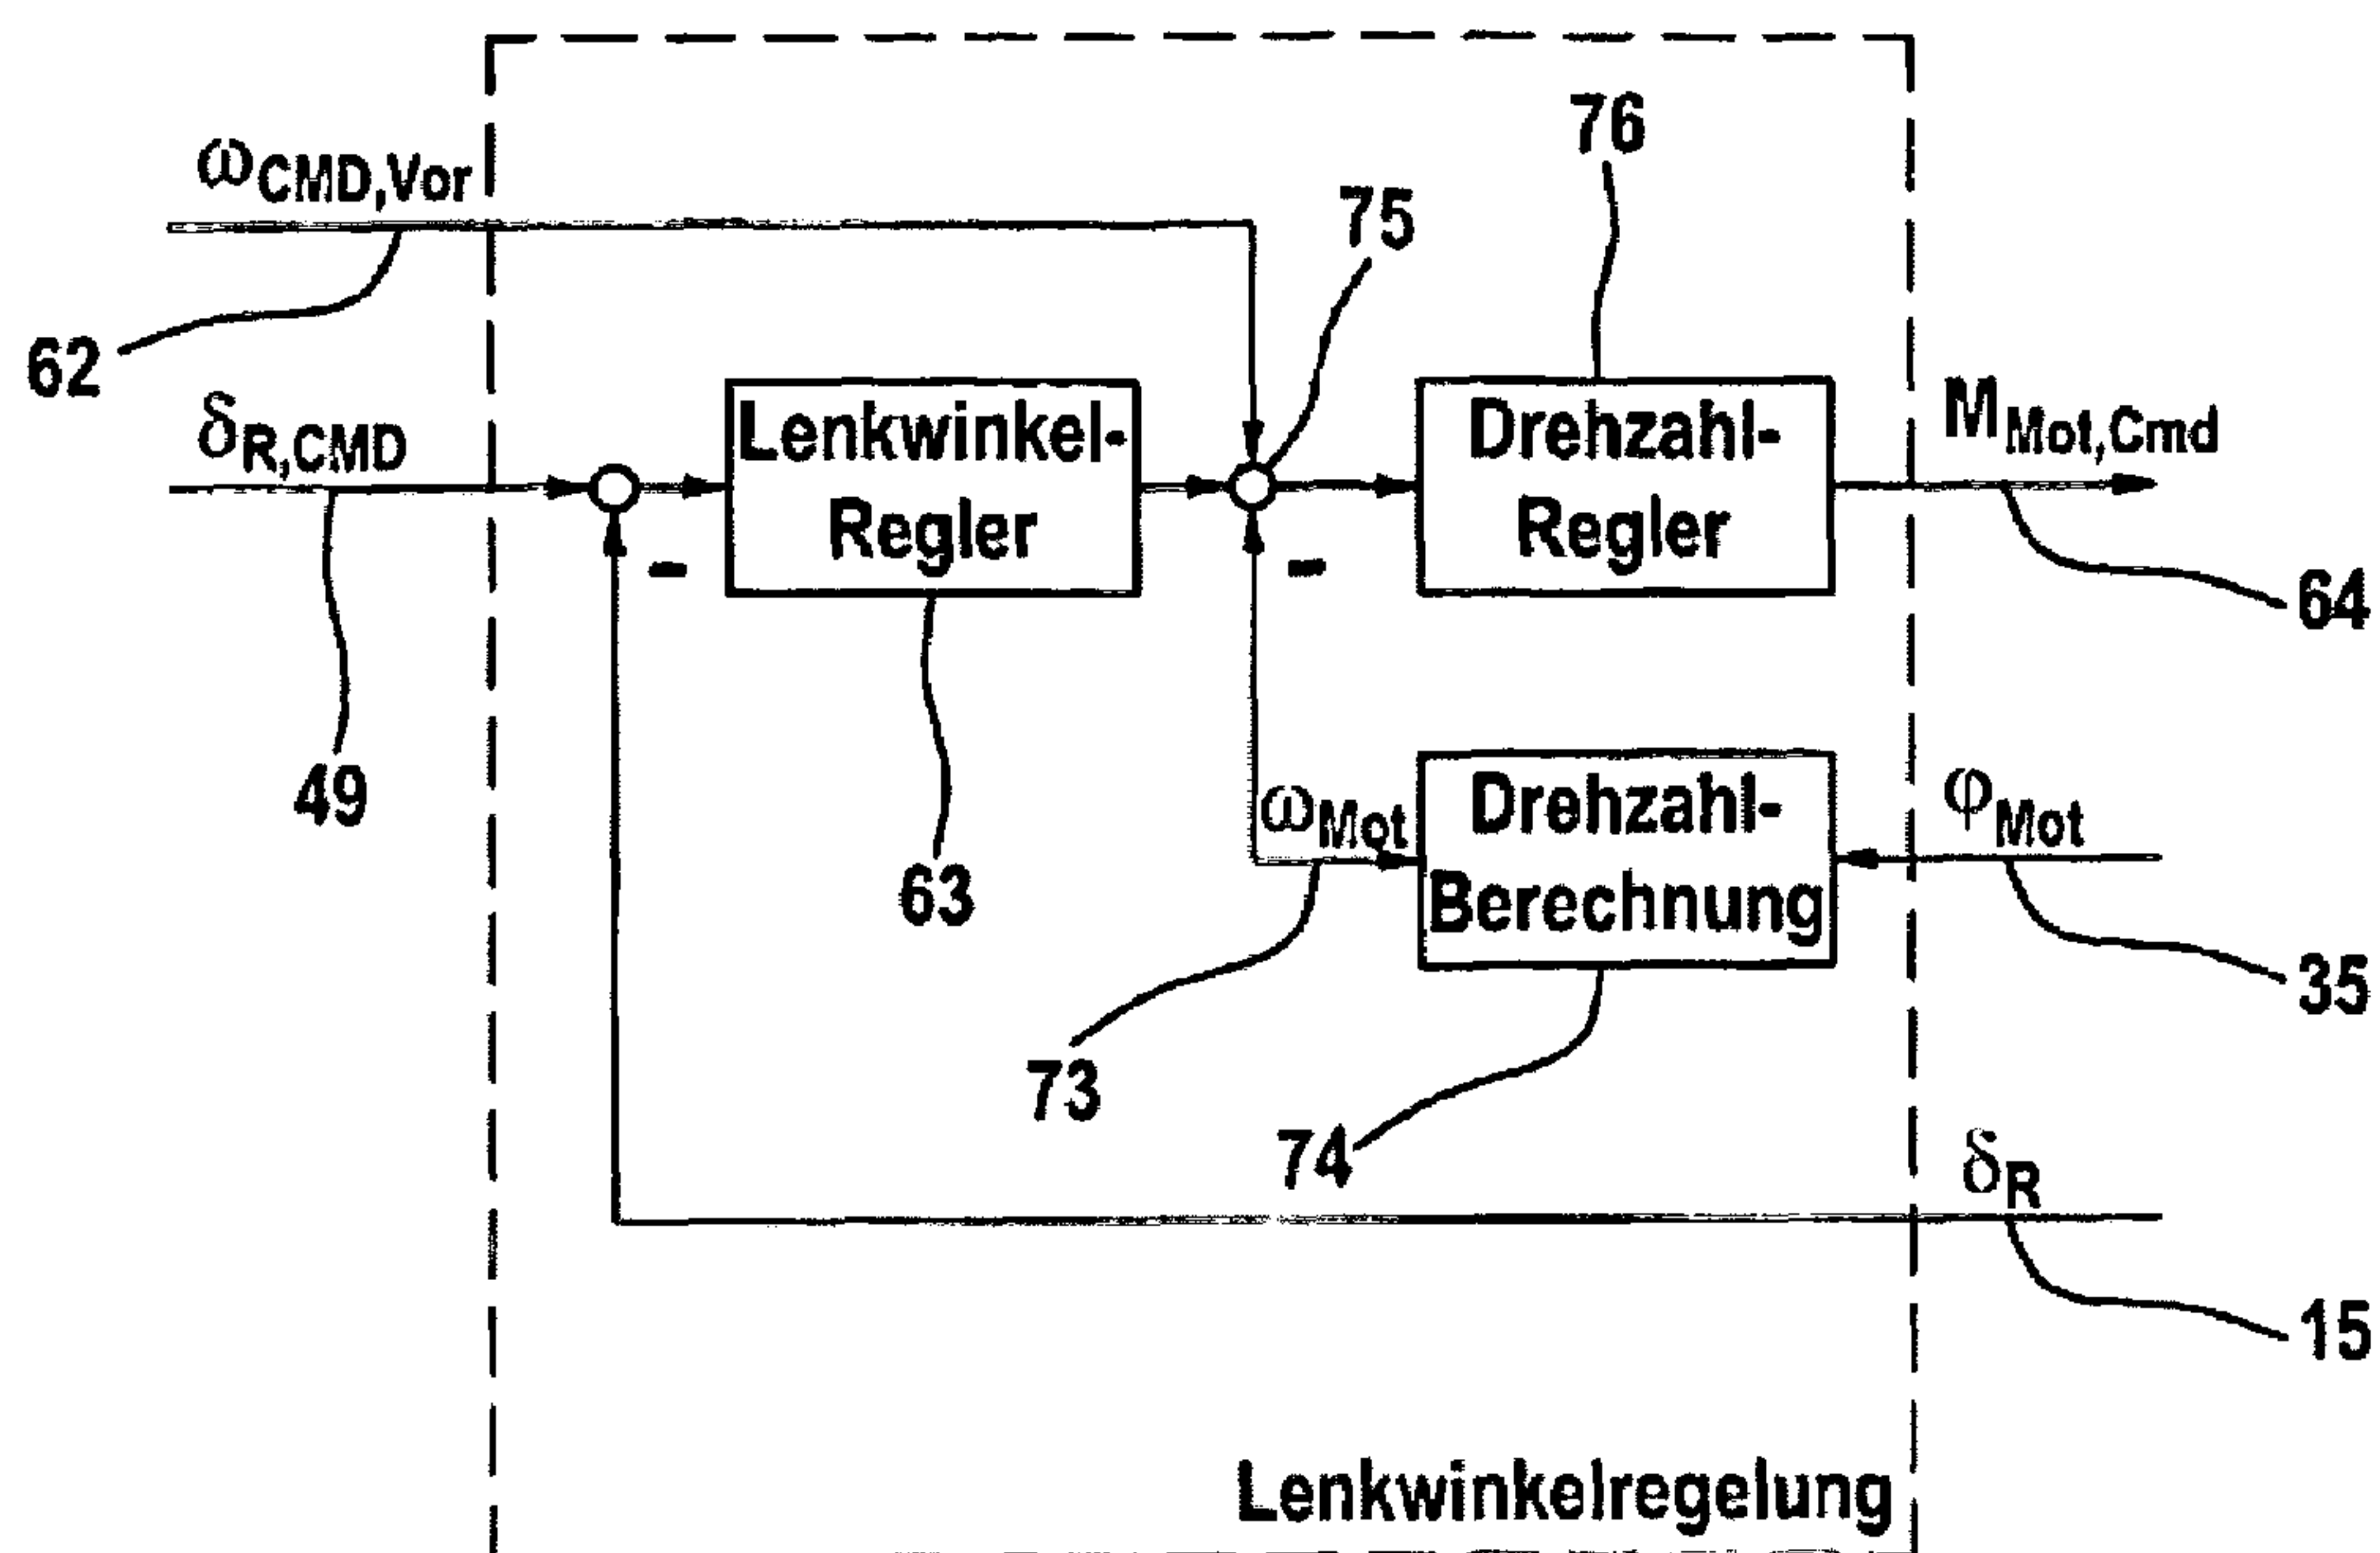 76
ωCMD,Vor
75
62
δR,CMD
Lenkwinkel-
Regler
Drehzahl-
Regler
MMot,Cmd
-
-
64
49
63
ωMot
Drehzahl-
Berechnung
φMot
35
73
74
δR
15
Lenkwinkelregelung